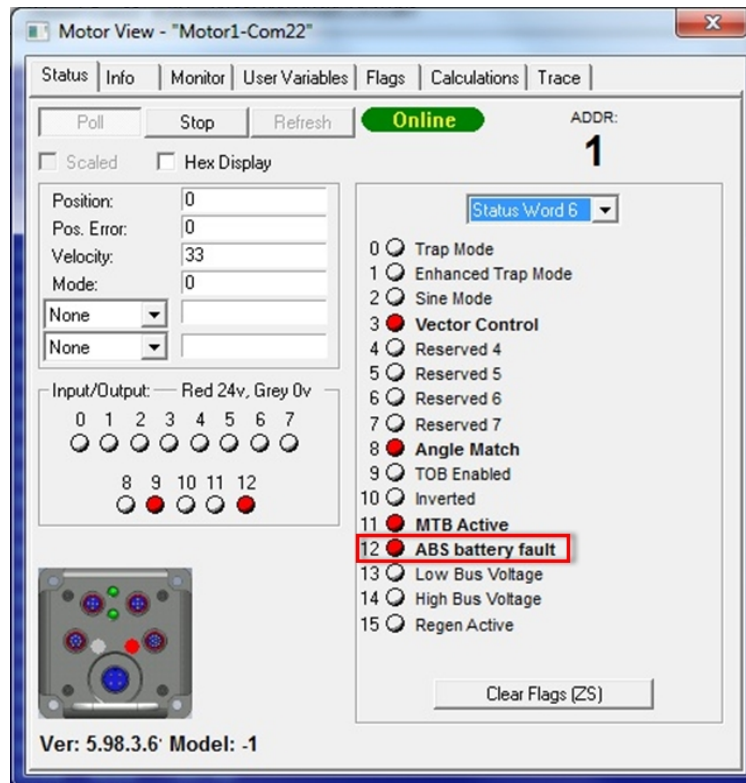 Motor View - "Motor1-Com22"
Status Info Monitor User Variables Flags Calculations Trace
Poll Stop Refresh Online ADDR:
1
Scaled Hex Display
Position: 0
Pos. Error: 0
Velocity: 33
Mode: 0
None
None
Input/Output: Red 24v, Grey 0v
0 1 2 3 4 5 6 7
8 9 10 11 12
Status Word 6
0 Trap Mode
1 Enhanced Trap Mode
2 Sine Mode
3 Vector Control
4 Reserved 4
5 Reserved 5
6 Reserved 6
7 Reserved 7
8 Angle Match
9 TOB Enabled
10 Inverted
11 MTB Active
12 ABS battery fault
13 Low Bus Voltage
14 High Bus Voltage
15 Regen Active
Clear Flags (ZS)
Ver: 5.98.3.6' Model: -1